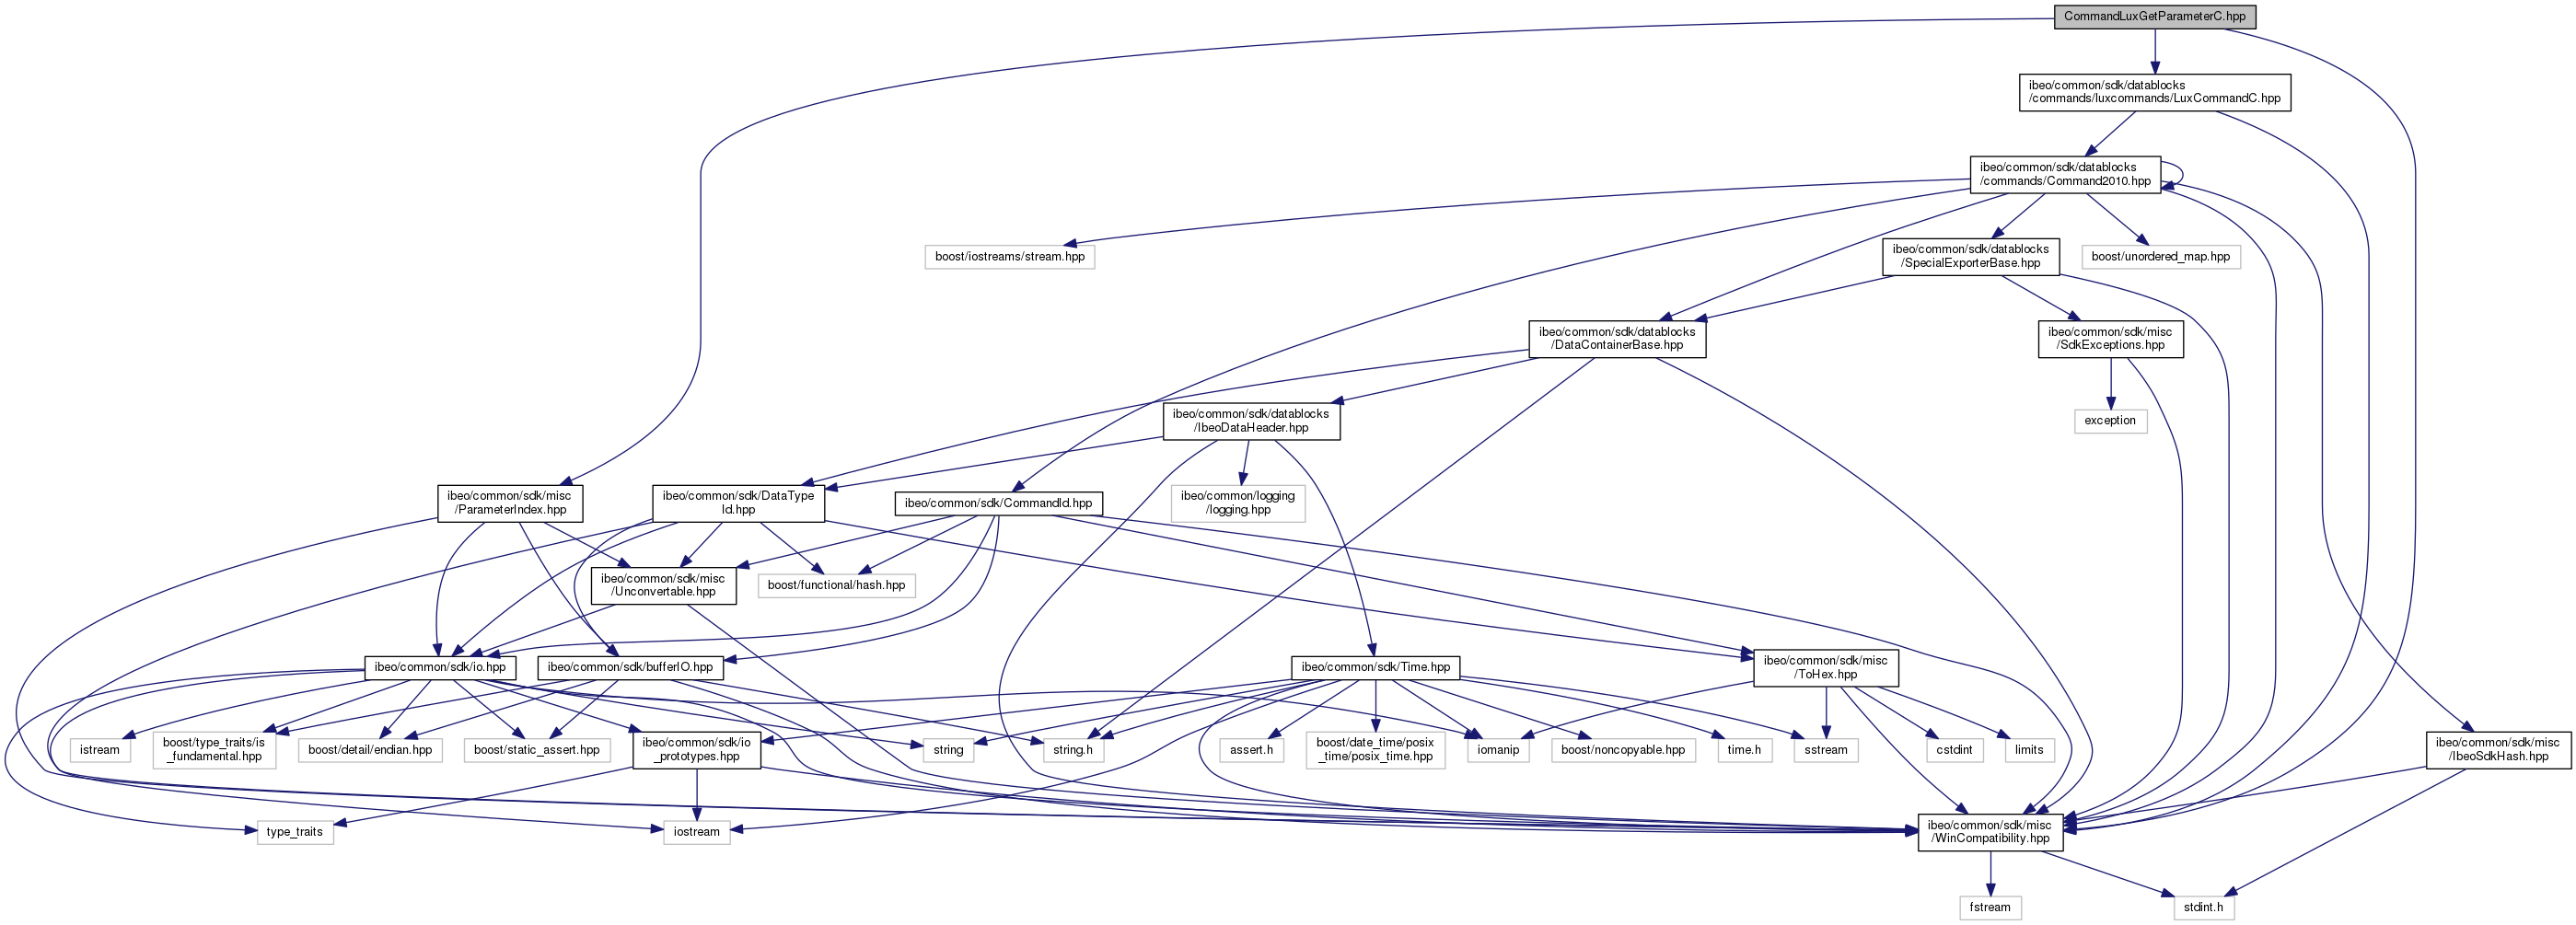 CommandLuxGetParameterC.hpp
ibeo/common/sdk/datablocks
/commands/luxcommands/LuxCommandC.hpp
ibeo/common/sdk/datablocks
/commands/Command2010.hpp
boost/iostreams/stream.hpp
ibeo/common/sdk/datablocks
/SpecialExporterBase.hpp
boost/unordered_map.hpp
ibeo/common/sdk/datablocks
/DataContainerBase.hpp
ibeo/common/sdk/misc
/SdkExceptions.hpp
ibeo/common/sdk/datablocks
/IbeoDataHeader.hpp
exception
ibeo/common/sdk/misc
/ParameterIndex.hpp
ibeo/common/sdk/DataType
Id.hpp
ibeo/common/sdk/CommandId.hpp
ibeo/common/logging
/logging.hpp
ibeo/common/sdk/misc
/Unconvertable.hpp
boost/functional/hash.hpp
ibeo/common/sdk/io.hpp
ibeo/common/sdk/bufferIO.hpp
ibeo/common/sdk/Time.hpp
ibeo/common/sdk/misc
/ToHex.hpp
istream
boost/type_traits/is
_fundamental.hpp
boost/detail/endian.hpp
boost/static_assert.hpp
ibeo/common/sdk/io
_prototypes.hpp
string
string.h
assert.h
boost/date_time/posix
_time/posix_time.hpp
iomanip
boost/noncopyable.hpp
time.h
sstream
cstdint
limits
ibeo/common/sdk/misc
/IbeoSdkHash.hpp
type_traits
iostream
ibeo/common/sdk/misc
/WinCompatibility.hpp
fstream
stdint.h